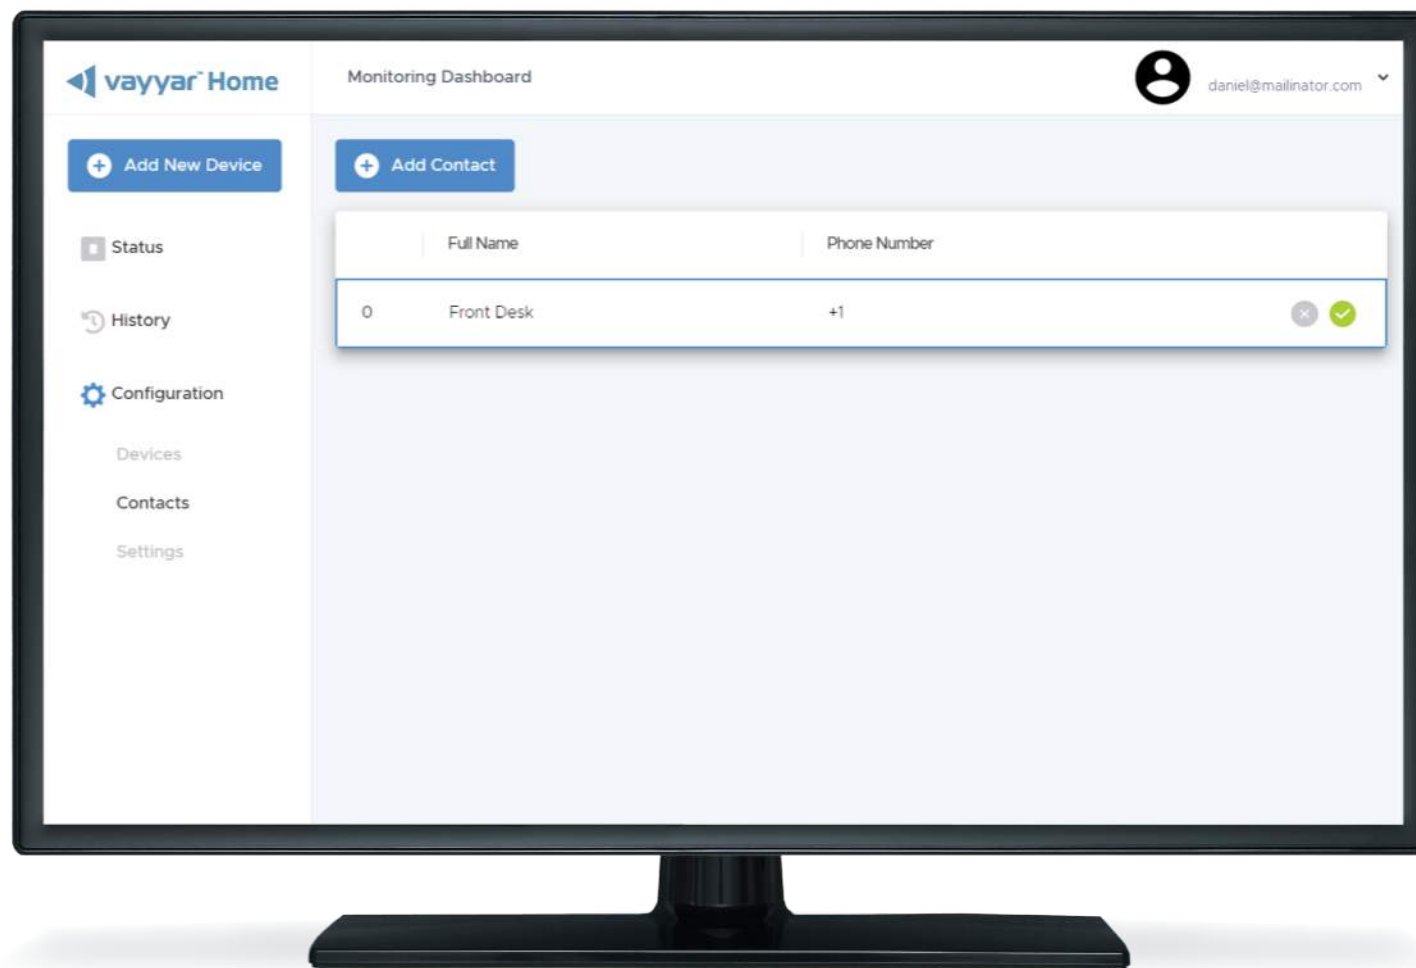 vayyar™ Home
Monitoring Dashboard
daniel@mailinator.com
Add New Device
Add Contact
Status
History
Configuration
Devices
Contacts
Settings
Full Name Phone Number
0 Front Desk +1